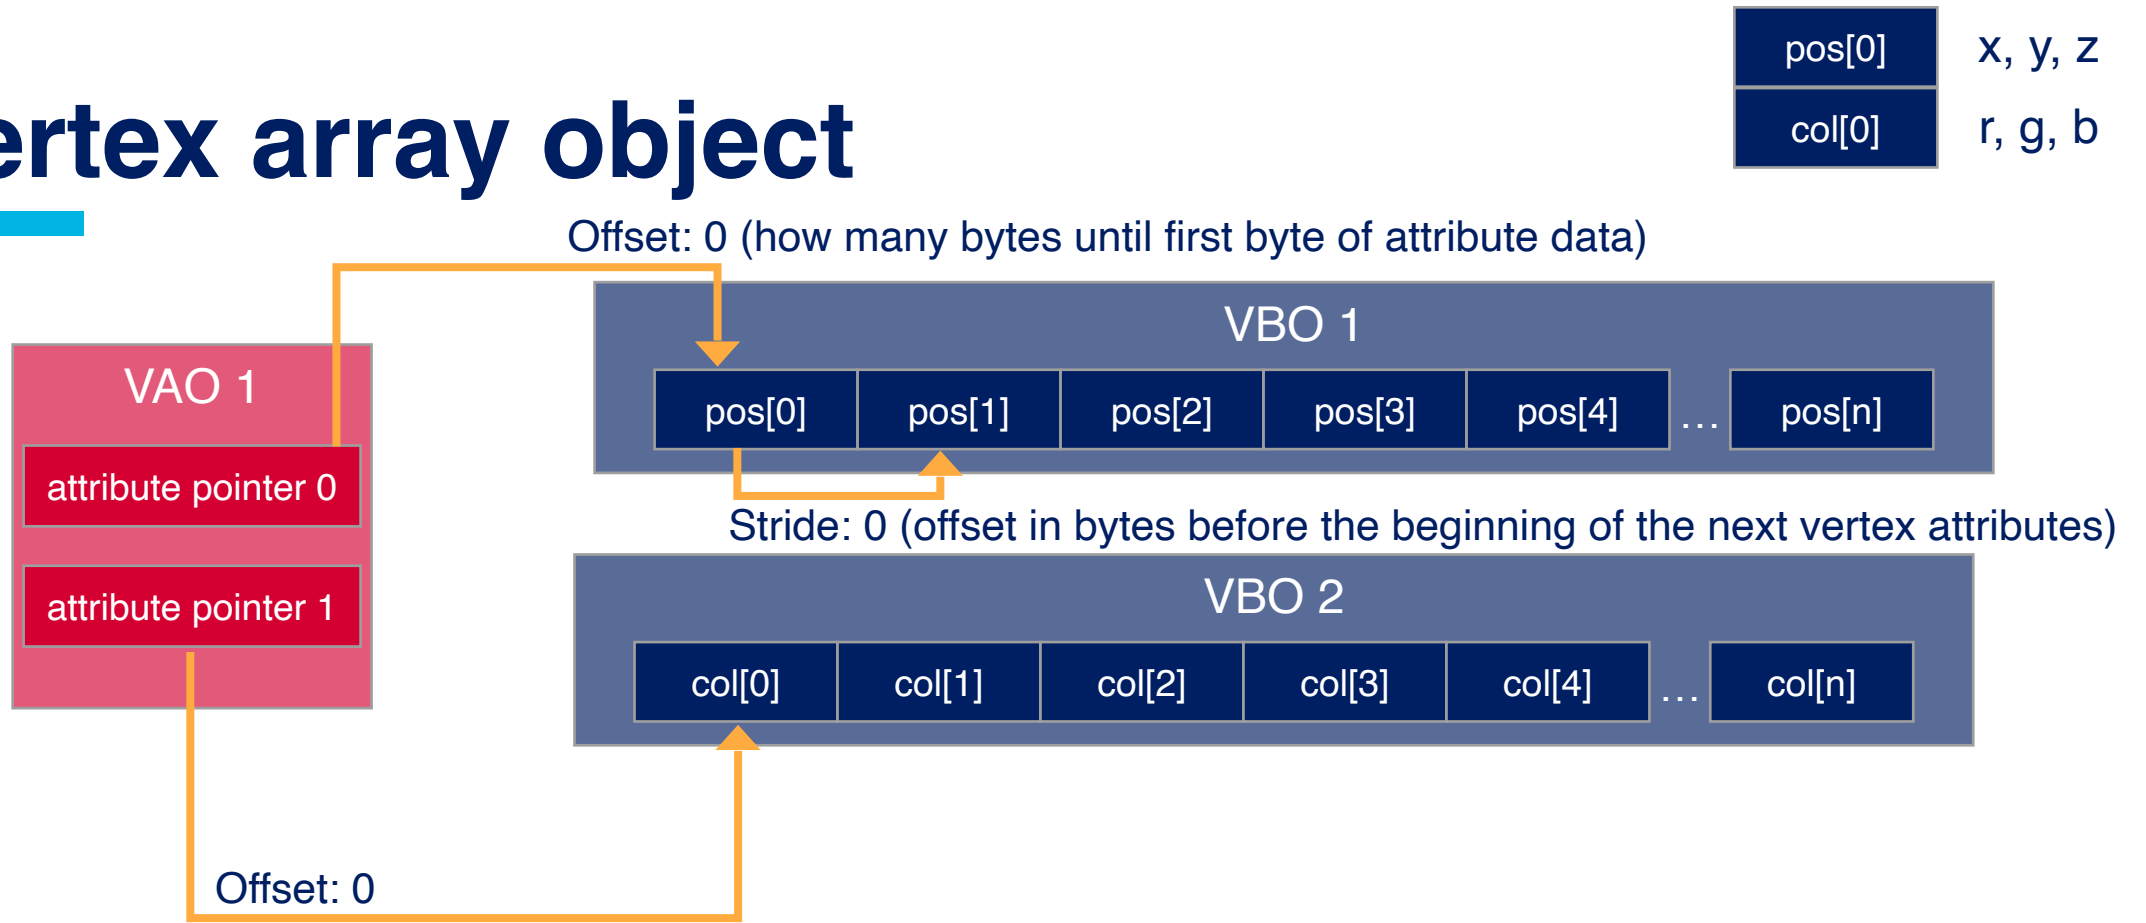 pos[0] x, y, z
col[0] r, g, b
ertex array object
Offset: 0 (how many bytes until first byte of attribute data)
VBO 1
pos[0] pos[1] pos[2] pos[3] pos[4] ... pos[n]
VAO 1
attribute pointer 0
attribute pointer 1
Stride: 0 (offset in bytes before the beginning of the next vertex attributes)
VBO 2
col[0] col[1] col[2] col[3] col[4] ... col[n]
Offset: 0